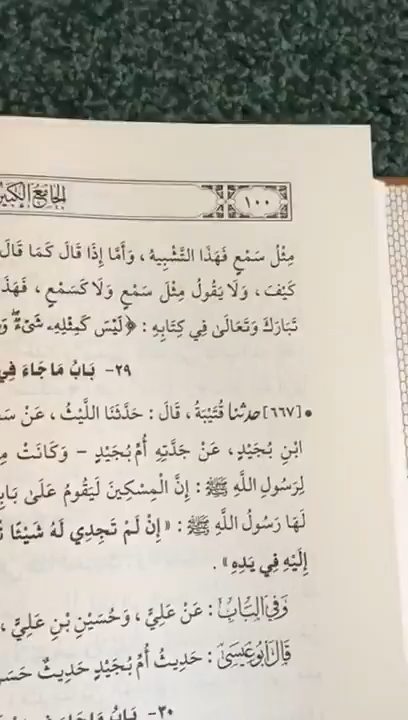 ١٠٠ الجامع الكبير
مِثْلُ سَمْعٍ فَهَذَا التَّشْبِيهُ ، وَأَمَّا إِذَا قَالَ كَمَا قَالَ
كَيْفَ ، وَلَا يَقُولُ مِثْلَ سَمْعٍ وَلَا كَسَمْعٍ ، فَهَذَا
تَبَارَكَ وَتَعَالَى فِي كِتَابِهِ : ﴿ لَيْسَ كَمِثْلِهِۦ شَىْءٌ
٢٩- بَابُ مَا جَاءَ فِي
• [٦٦٧] حدثنا قُتَيْبَةُ ، قَالَ : حَدَّثَنَا اللَّيْثُ ، عَنْ
ابْنِ بُجَيْدٍ ، عَنْ جَدَّتِهِ أُمِّ بُجَيْدٍ - وَكَانَتْ
لِرَسُولِ اللَّهِ ﷺ : إِنَّ الْمِسْكِينَ لَيَقُومُ عَلَىٰ
لَهَا رَسُولُ اللَّهِ ﷺ : « إِنْ لَمْ تَجِدِي لَهُ شَيْئًا
إِلَيْهِ فِي يَدِهِ » .
وَفِي الْبَابِ : عَنْ عَلِيٍّ ، وَحُسَيْنِ بْنِ عَلِيٍّ ،
قَالَ أَبُو عِيسَىٰ : حَدِيثُ أُمِّ بُجَيْدٍ حَدِيثٌ
٣٠- بَابُ مَا جَاءَ